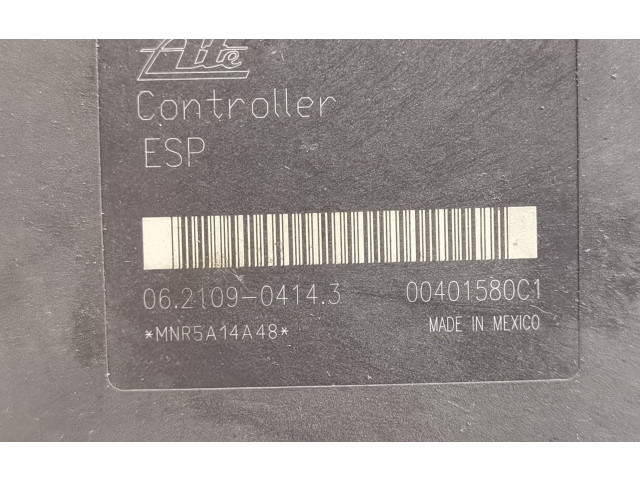 Ate
Controller
ESP
06.2109-0414.3 00401580C1
*MNR5A14A48* MADE IN MEXICO